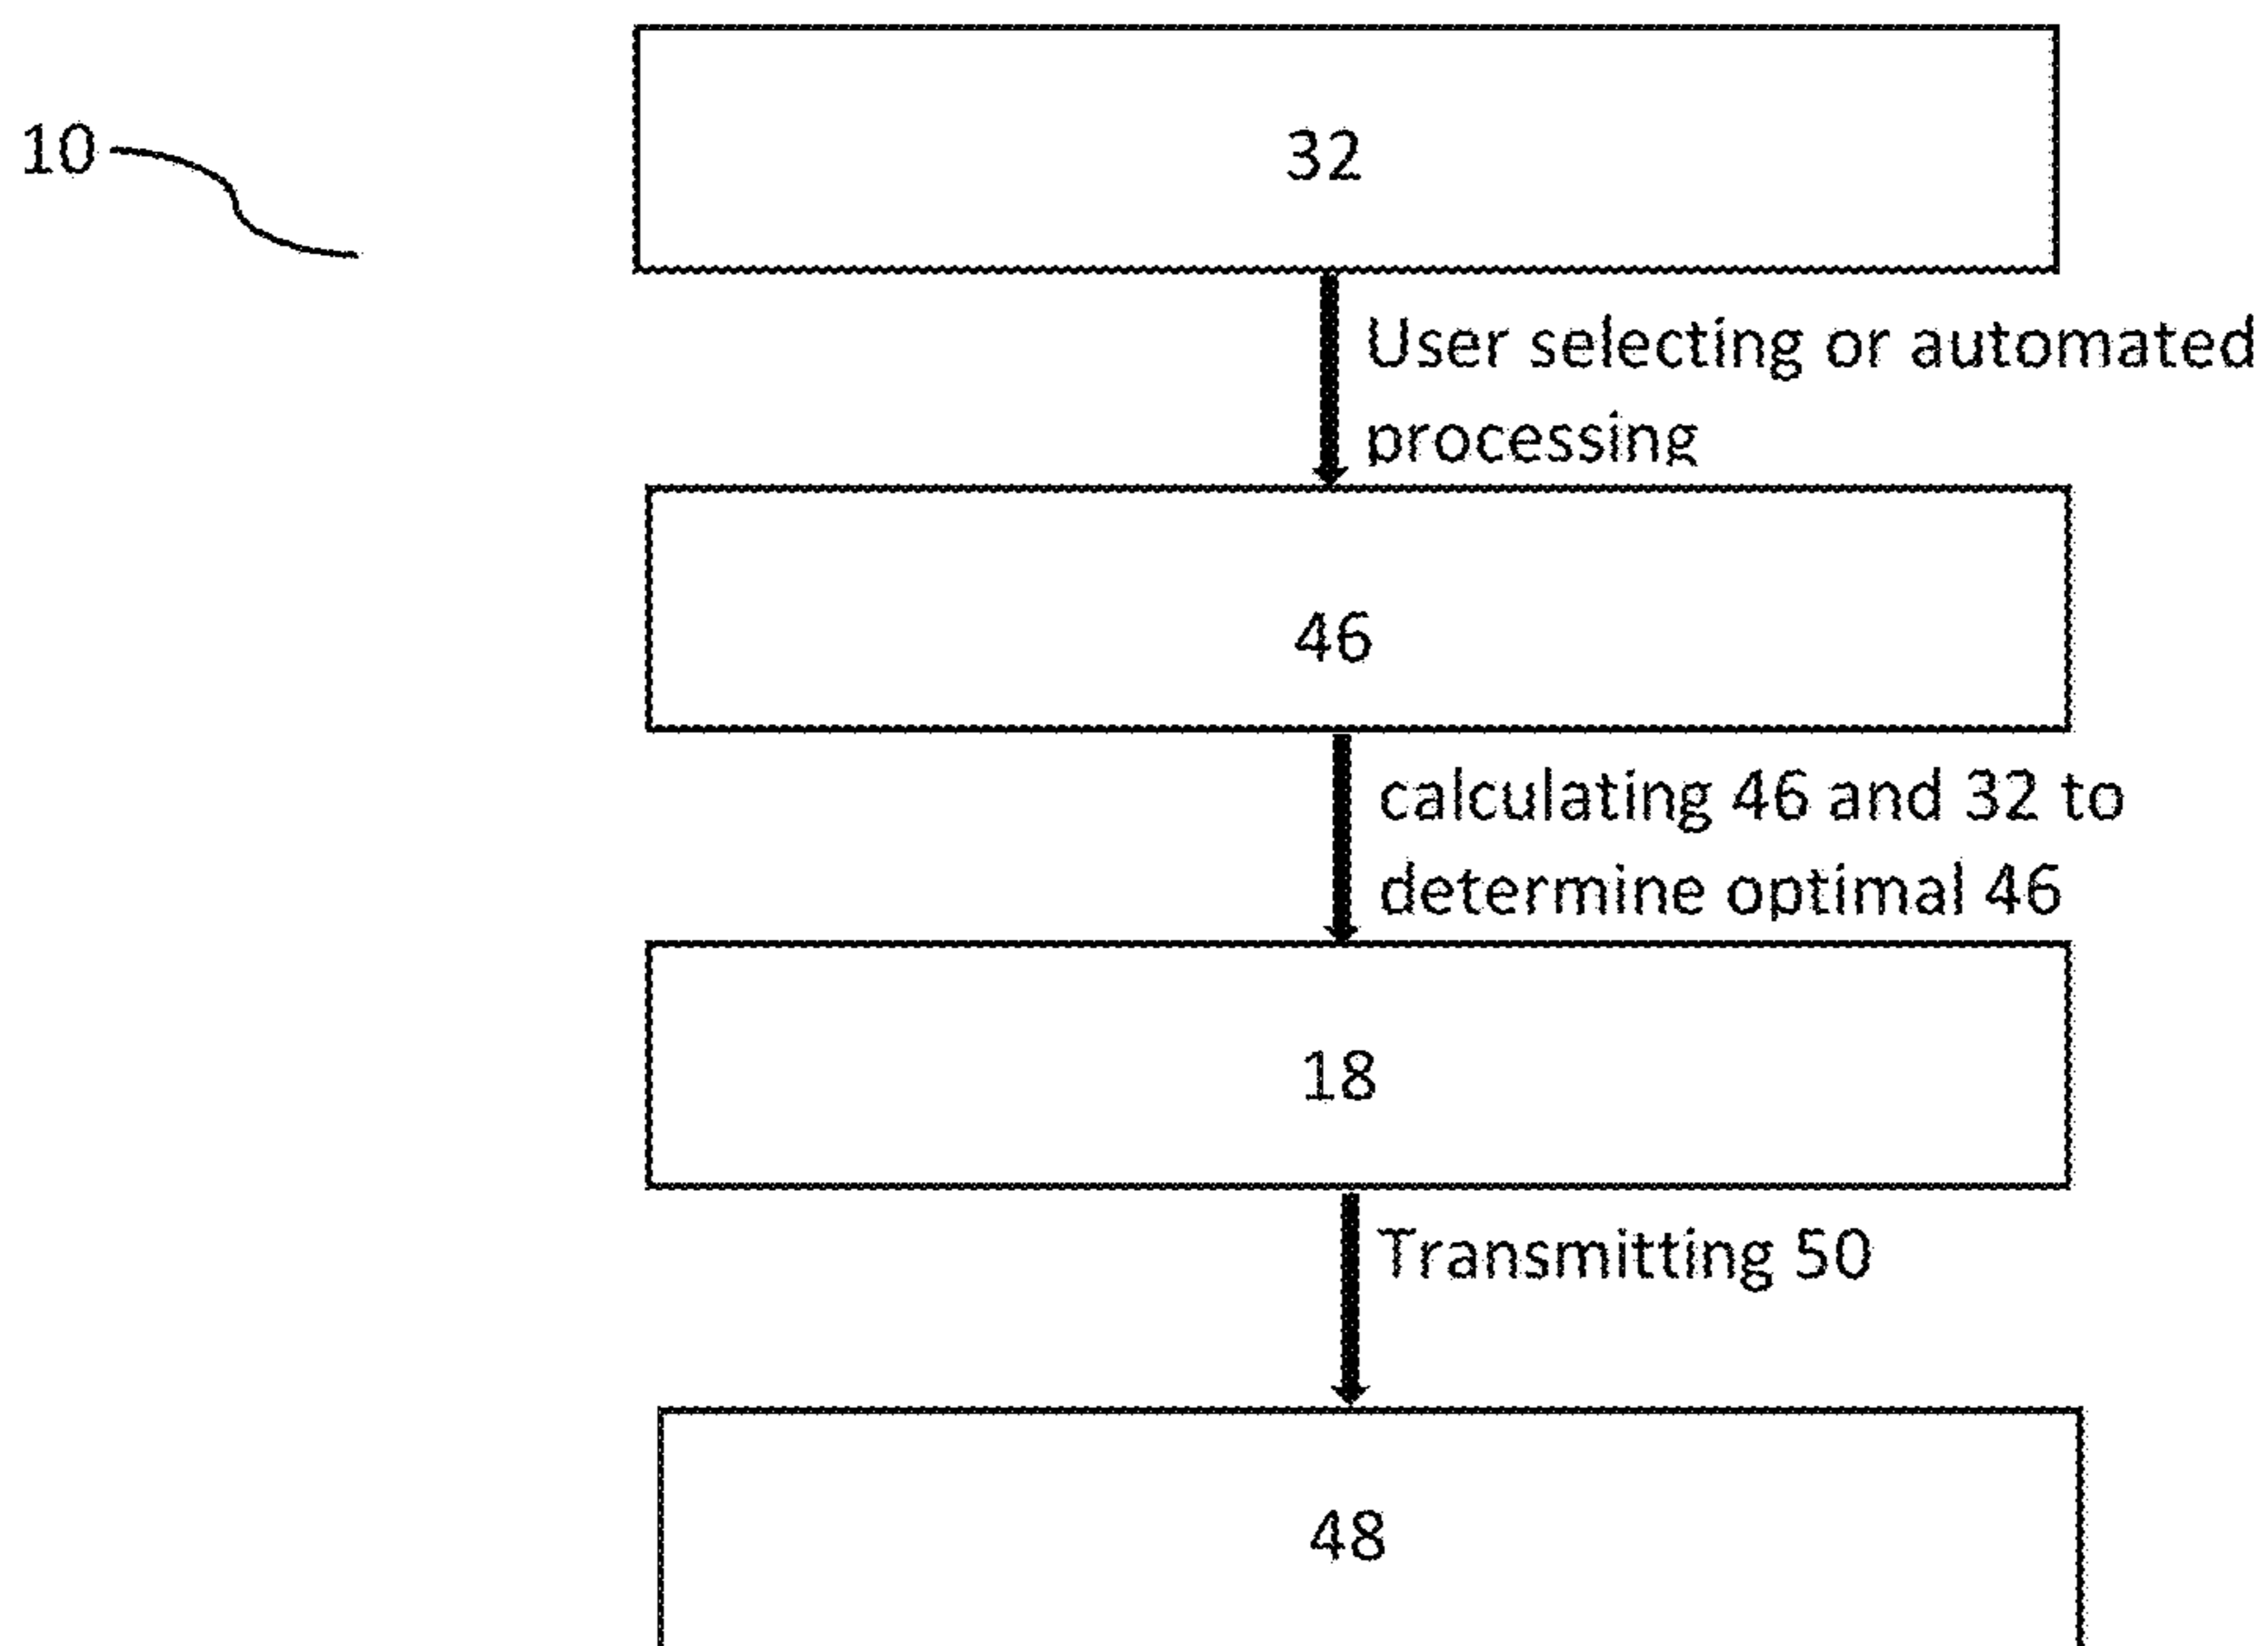 10
32
User selecting or automated
processing
46
calculating 46 and 32 to
determine optimal 46
18
Transmitting 50
48